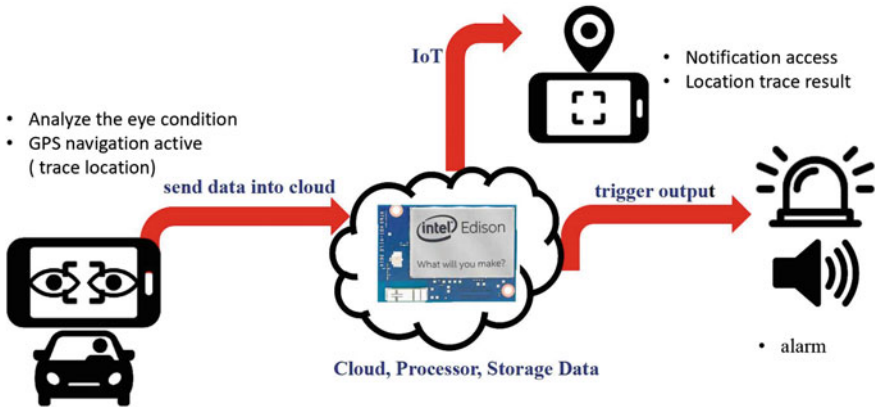 IoT
• Notification access
• Location trace result
• Analyze the eye condition
• GPS navigation active
( trace location)
send data into cloud
trigger output
intel Edison
What will you make?
Cloud, Processor, Storage Data
• alarm